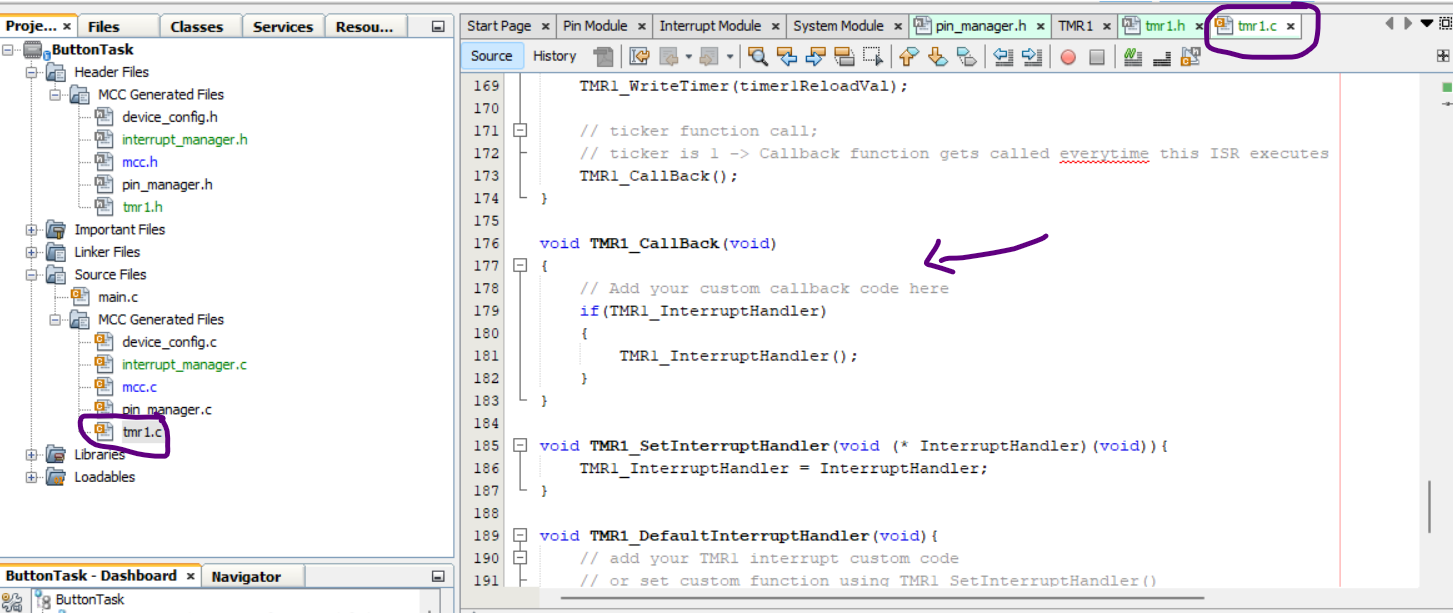 Proje... × Files Classes Services Resou...
ButtonTask
Header Files
MCC Generated Files
device_config.h
interrupt_manager.h
mcc.h
pin_manager.h
tmr1.h
Important Files
Linker Files
Source Files
main.c
MCC Generated Files
device_config.c
interrupt_manager.c
mcc.c
pin_manager.c
tmr1.c
Libraries
Loadables
ButtonTask - Dashboard × Navigator
ButtonTask
Start Page × Pin Module × Interrupt Module × System Module × pin_manager.h × TMR1 × tmr1.h × tmr1.c ×
Source History
169 TMR1_WriteTimer(timer1ReloadVal);
170
171 // ticker function call;
172 // ticker is 1 -> Callback function gets called everytime this ISR executes
173 TMR1_CallBack();
174 }
175
176 void TMR1_CallBack(void)
177 {
178 // Add your custom callback code here
179 if(TMR1_InterruptHandler)
180 {
181 TMR1_InterruptHandler();
182 }
183 }
184
185 void TMR1_SetInterruptHandler(void (* InterruptHandler)(void)){
186 TMR1_InterruptHandler = InterruptHandler;
187 }
188
189 void TMR1_DefaultInterruptHandler(void){
190 // add your TMR1 interrupt custom code
191 // or set custom function using TMR1_SetInterruptHandler()